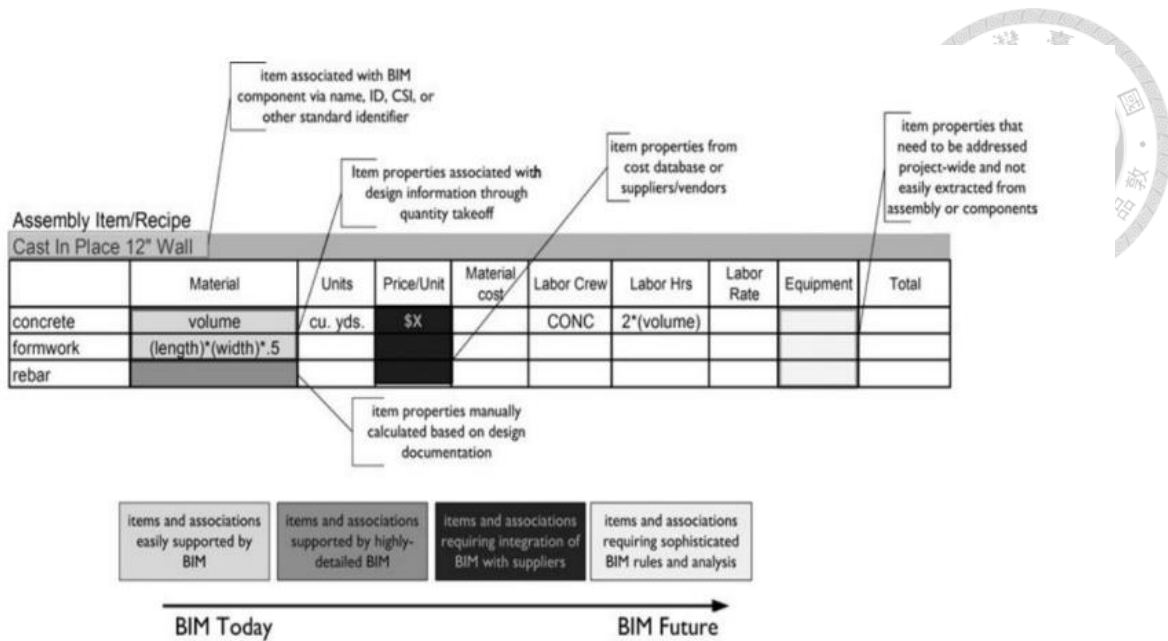 item associated with BIM
component via name, ID, CSI, or
other standard identifier
Item properties associated with
design information through
quantity takeoff
item properties from
cost database or
suppliers/vendors
item properties that
need to be addressed
project-wide and not
easily extracted from
assembly or components
Assembly Item/Recipe
Cast In Place 12" Wall
Material Units Price/Unit Material cost Labor Crew Labor Hrs Labor Rate Equipment Total
concrete volume cu. yds. $X CONC 2*(volume)
formwork (length)*(width)*.5
rebar
item properties manually
calculated based on design
documentation
items and associations
easily supported by
BIM
items and associations
supported by highly-
detailed BIM
items and associations
requiring integration of
BIM with suppliers
items and associations
requiring sophisticated
BIM rules and analysis
BIM Today BIM Future
臺
國
敦
品